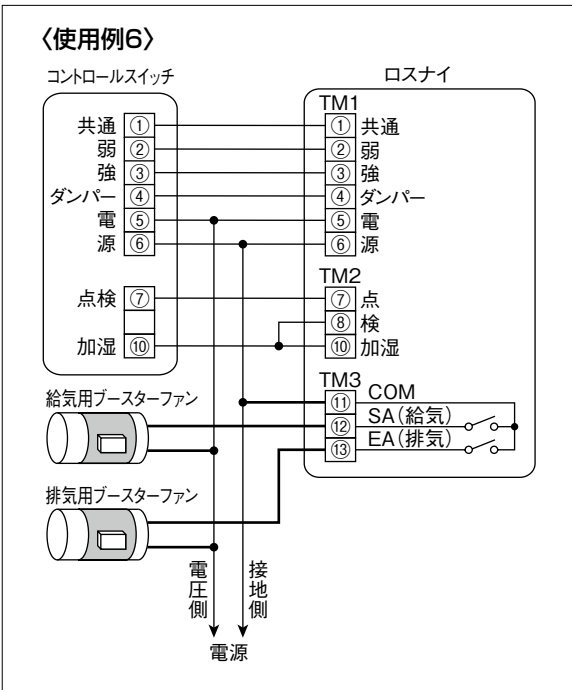 〈使用例6〉
コントロールスイッチ
共通 ①
弱 ②
強 ③
ダンパー ④
電 ⑤
源 ⑥
点検 ⑦
加湿 ⑩
ロスナイ
TM1
① 共通
② 弱
③ 強
④ ダンパー
⑤ 電
⑥ 源
TM2
⑦ 点
⑧ 検
⑩ 加湿
TM3
⑪ COM
⑫ SA(給気)
⑬ EA(排気)
給気用ブースターファン
排気用ブースターファン
電圧側
接地側
電源